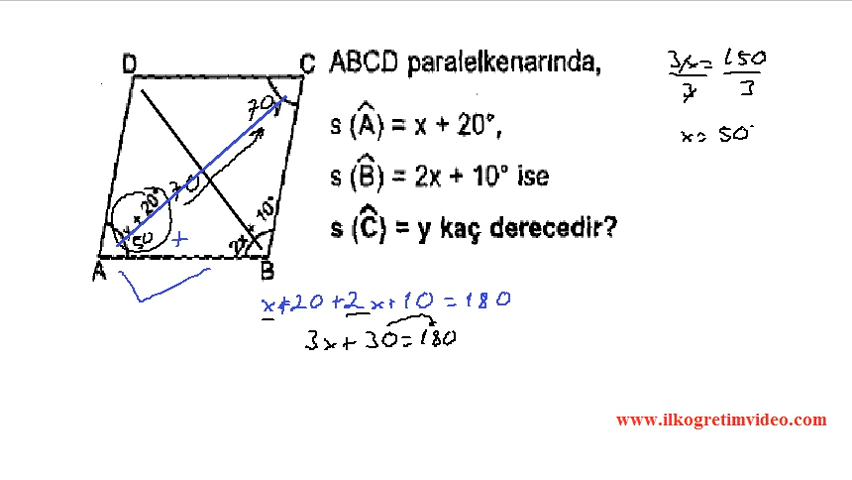 D
C
ABCD paralelkenarında,
s (Â) = x + 20°,
s (B̂) = 2x + 10° ise
s (Ĉ) = y kaç derecedir?
3x = 150
3 3
x = 50°
70
70
x + 20°
50
+
2x + 10°
A
B
x + 20 + 2x + 10 = 180
3x + 30 = 180
www.ilkogretimvideo.com